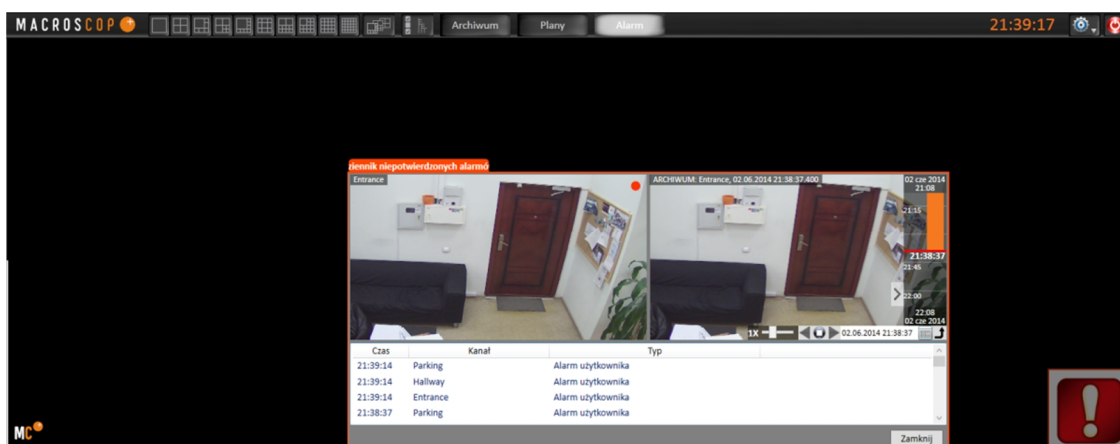 MACROSCOP
Archiwum
Plany
Alarm
21:39:17
ziennik niepotwierdzonych alarmó
Entrance
ARCHIWUM: Entrance, 02.06.2014 21:38:37.400
02 cze 2014
21:08
21:15
21:38:37
21:45
22:00
22:08
02 cze 2014
1X
02.06.2014 21:38:37
Czas Kanał Typ
21:39:14 Parking Alarm użytkownika
21:39:14 Hallway Alarm użytkownika
21:39:14 Entrance Alarm użytkownika
21:38:37 Parking Alarm użytkownika
Zamknij
MC